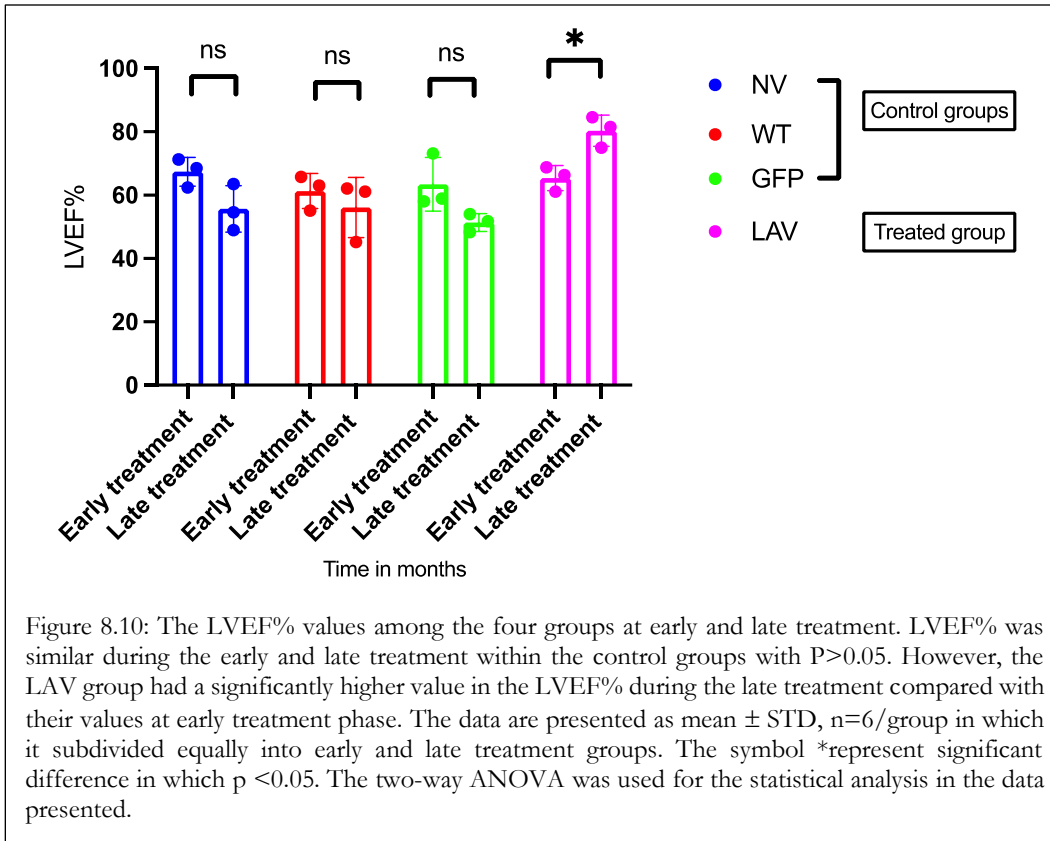 ns
ns
ns
*
100
80
60
40
20
0
LVEF%
NV
WT
GFP
LAV
Control groups
Treated group
Early treatment
Late treatment
Early treatment
Late treatment
Early treatment
Late treatment
Early treatment
Late treatment
Time in months
Figure 8.10: The LVEF% values among the four groups at early and late treatment. LVEF% was
similar during the early and late treatment within the control groups with P>0.05. However, the
LAV group had a significantly higher value in the LVEF% during the late treatment compared with
their values at early treatment phase. The data are presented as mean ± STD, n=6/group in which
it subdivided equally into early and late treatment groups. The symbol *represent significant
difference in which p <0.05. The two-way ANOVA was used for the statistical analysis in the data
presented.